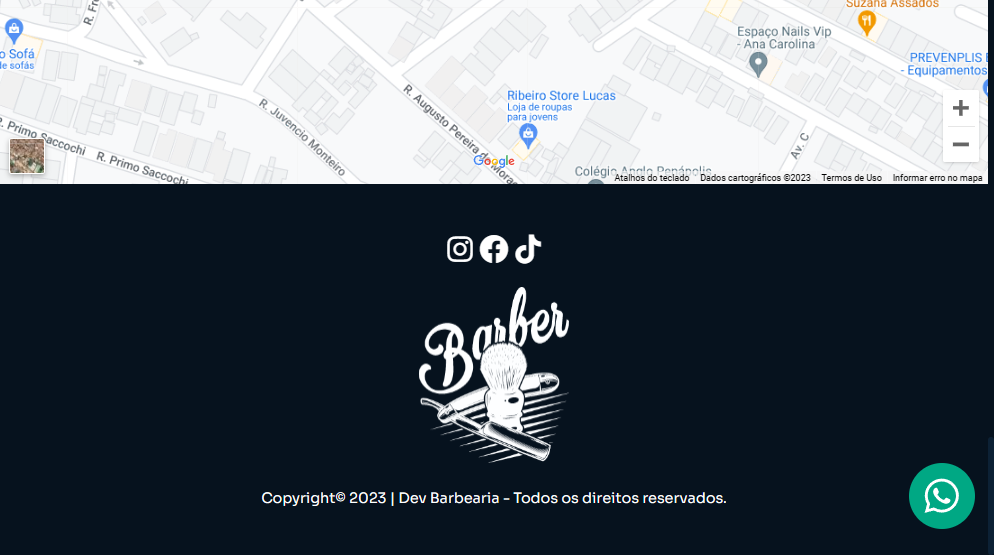 Suzana Assados
R. Fr
Espaço Nails Vip
- Ana Carolina
o Sofá
de sofás
PREVENPLIS E
- Equipamentos
Ribeiro Store Lucas
Loja de roupas
para jovens
R. Juvencio Monteiro
R. Augusto Pereira de Morae
R. Primo Saccochi
R. Primo Saccochi
Av. C
Google
Colégio Anglo Penápolis
Atalhos do teclado
Dados cartográficos ©2023
Termos de Uso
Informar erro no mapa
Barber
Copyright© 2023 | Dev Barbearia - Todos os direitos reservados.